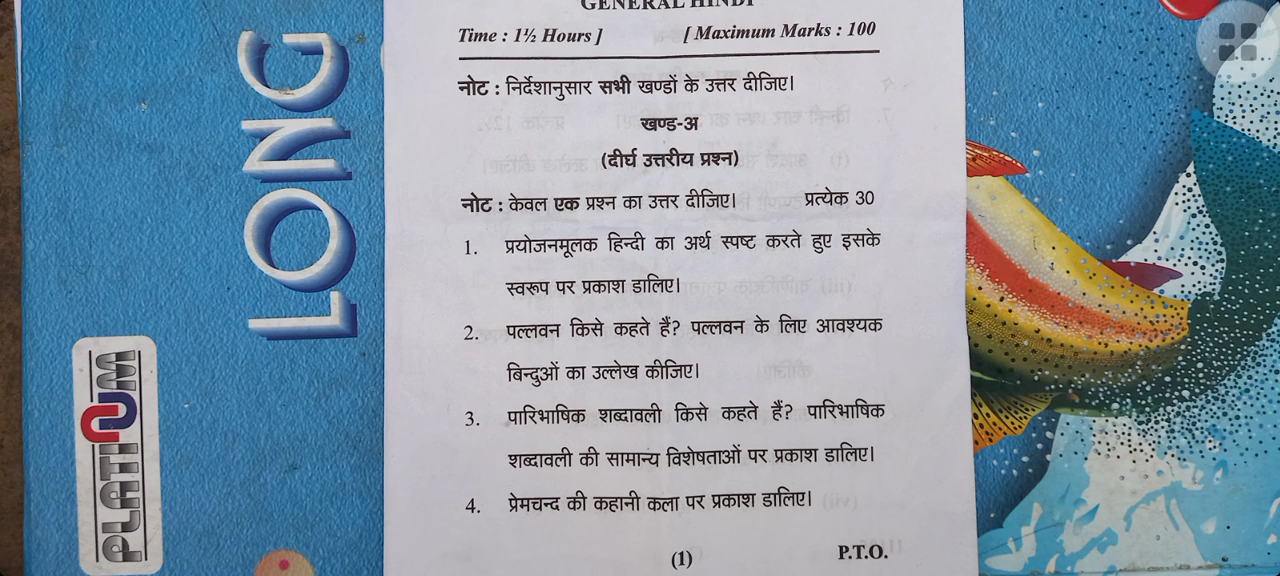 GENERAL HINDI
Time : 1½ Hours ] [ Maximum Marks : 100
नोट : निर्देशानुसार सभी खण्डों के उत्तर दीजिए।
खण्ड-अ
(दीर्घ उत्तरीय प्रश्न)
नोट : केवल एक प्रश्न का उत्तर दीजिए। प्रत्येक 30
1. प्रयोजनमूलक हिन्दी का अर्थ स्पष्ट करते हुए इसके
स्वरूप पर प्रकाश डालिए।
2. पल्लवन किसे कहते हैं? पल्लवन के लिए आवश्यक
बिन्दुओं का उल्लेख कीजिए।
3. पारिभाषिक शब्दावली किसे कहते हैं? पारिभाषिक
शब्दावली की सामान्य विशेषताओं पर प्रकाश डालिए।
4. प्रेमचन्द की कहानी कला पर प्रकाश डालिए।
(1) P.T.O.
LONG
PLATINUM